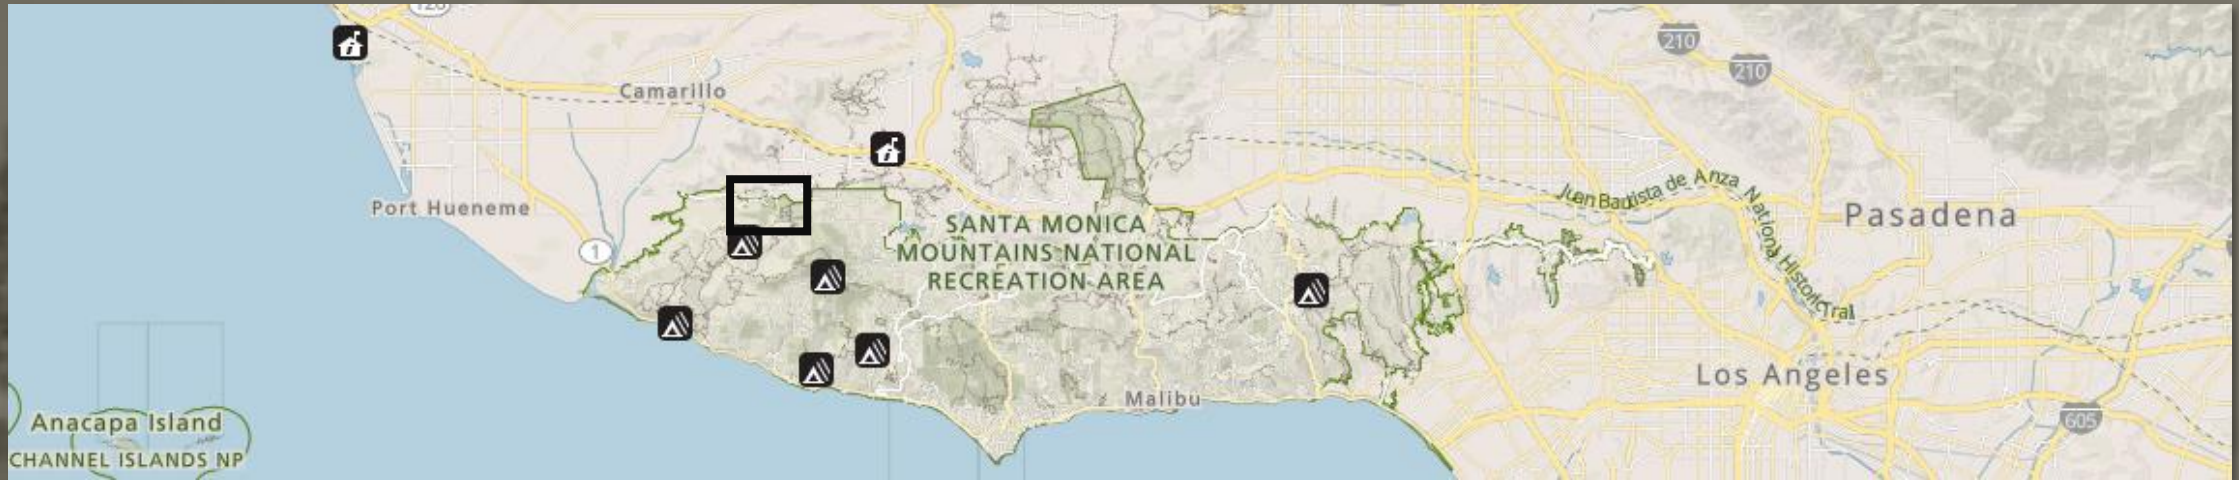 126
210
210
Camarillo
Juan Bautista de Anza National Historic Trail
Port Hueneme
Pasadena
SANTA MONICA
MOUNTAINS NATIONAL
RECREATION AREA
1
Los Angeles
Malibu
605
Anacapa Island
CHANNEL ISLANDS NP